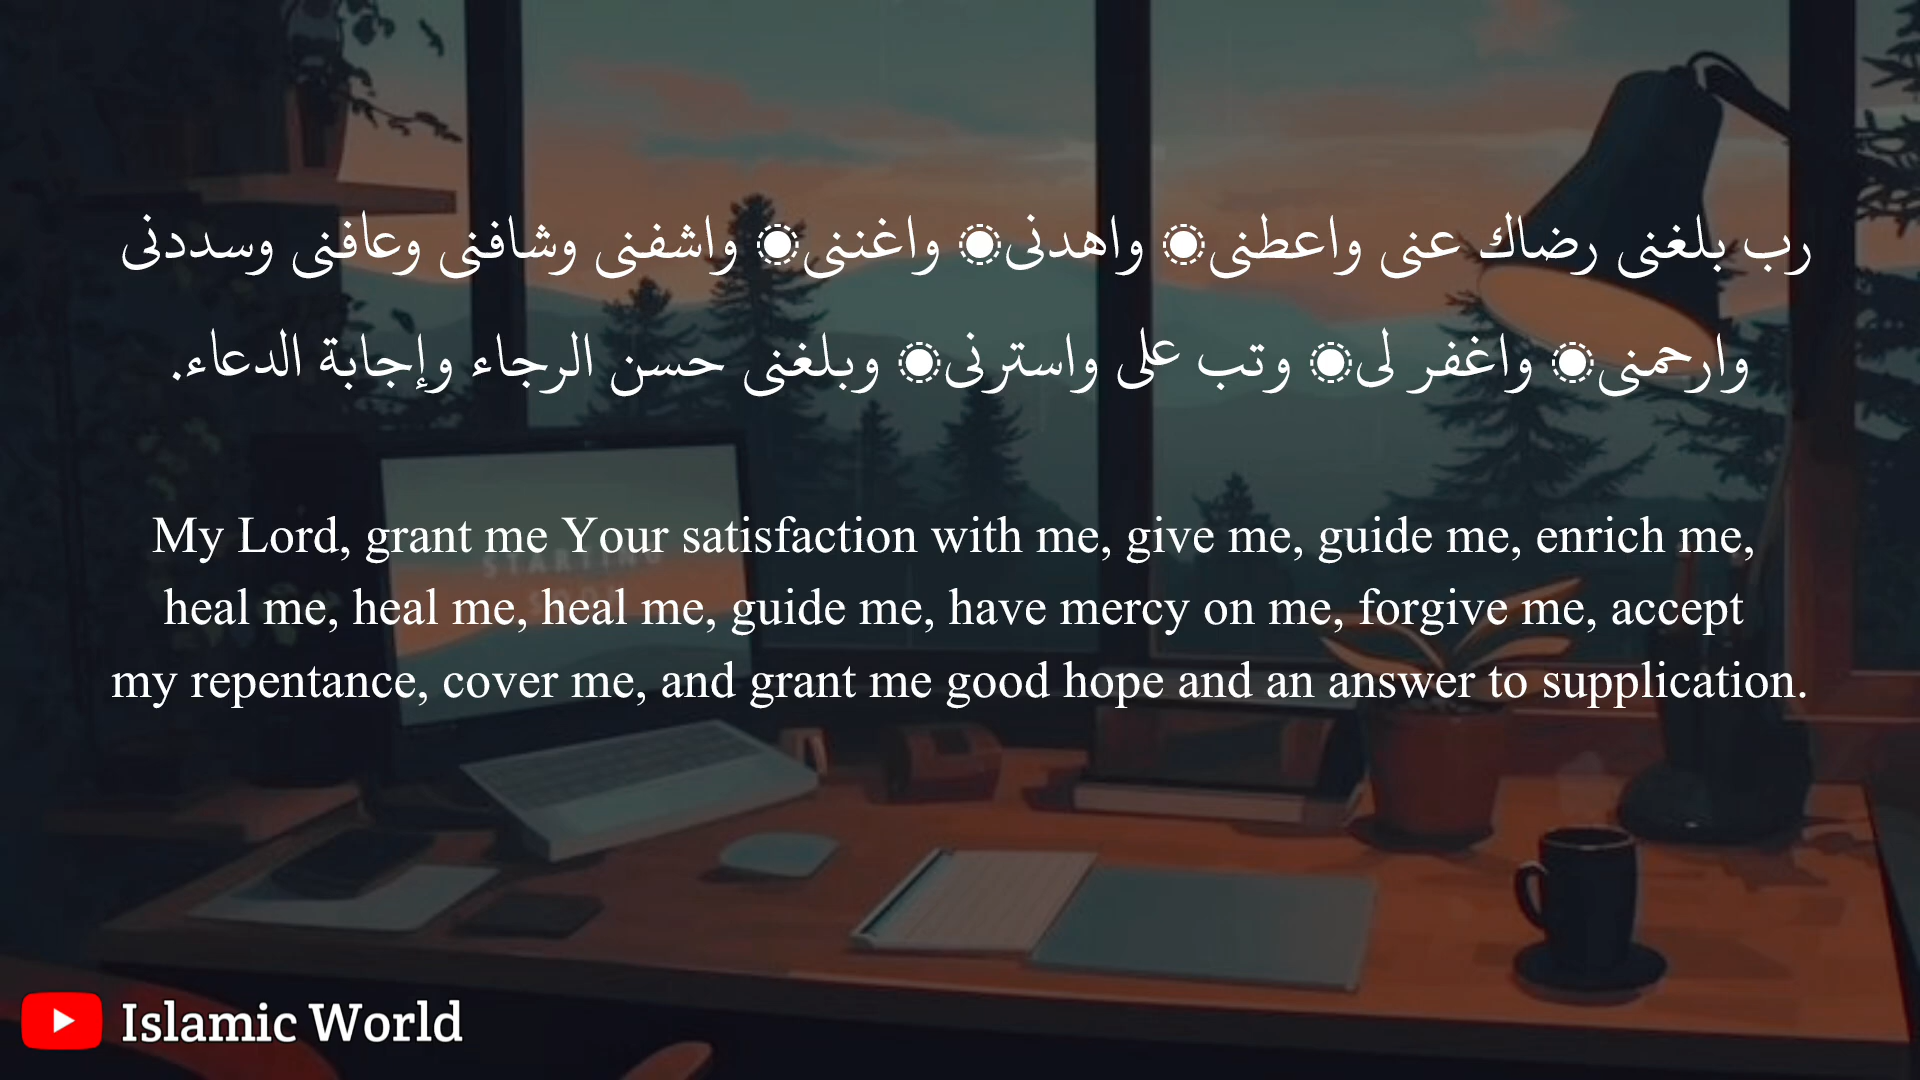 رب بلغنى رضاك عنى واعطنى۝ واهدنى۝ واغننى۝ واشفنى وشافنى وعافنى وسددنى
وارحمنى۝ واغفر لى۝ وتب على واسترنى۝ وبلغنى حسن الرجاء وإجابة الدعاء.
My Lord, grant me Your satisfaction with me, give me, guide me, enrich me,
heal me, heal me, heal me, guide me, have mercy on me, forgive me, accept
my repentance, cover me, and grant me good hope and an answer to supplication.
STARTING
SOON
Islamic World